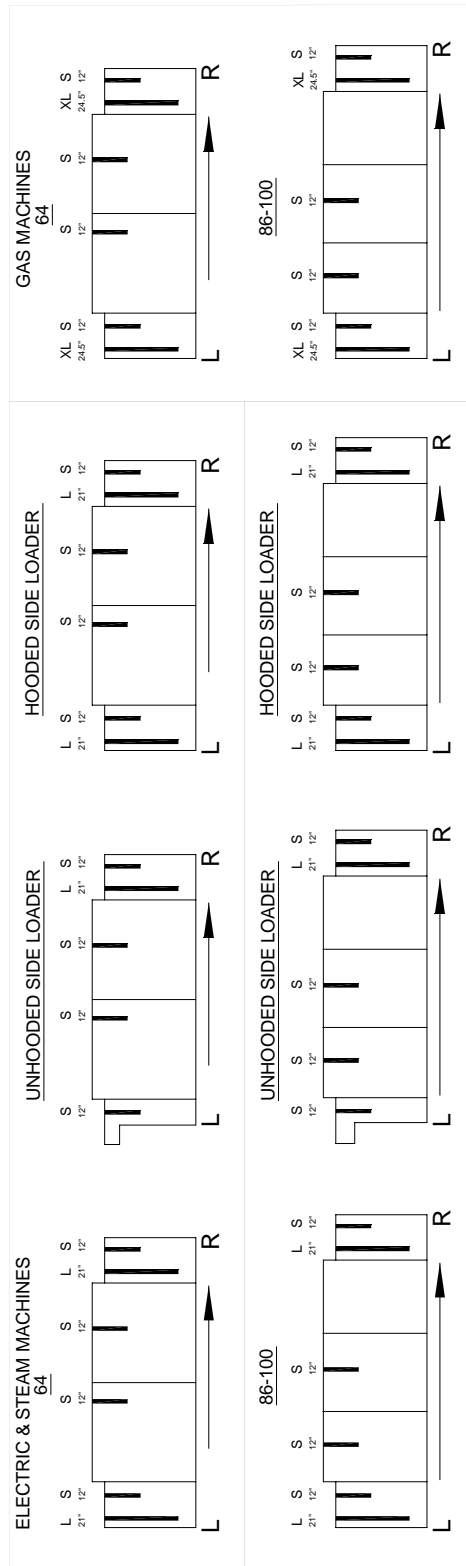 ELECTRIC & STEAM MACHINES
64
L S S S L S
21" 12" 12" 12" 21" 12"
L R
UNHOODED SIDE LOADER
S S S L S
12" 12" 12" 21" 12"
L R
HOODED SIDE LOADER
L S S S L S
21" 12" 12" 12" 21" 12"
L R
GAS MACHINES
64
XL S S S XL S
24.5" 12" 12" 12" 24.5" 12"
L R
86-100
L S S S L S
21" 12" 12" 12" 21" 12"
L R
UNHOODED SIDE LOADER
S S S L S
12" 12" 12" 21" 12"
L R
HOODED SIDE LOADER
L S S S L S
21" 12" 12" 12" 21" 12"
L R
86-100
XL S S S XL S
24.5" 12" 12" 12" 24.5" 12"
L R